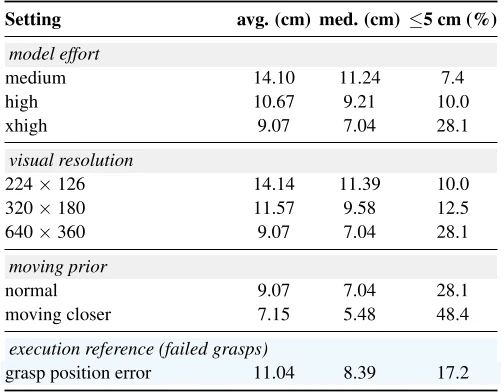 Setting avg. (cm) med. (cm) ≤5 cm (%)
model effort
medium 14.10 11.24 7.4
high 10.67 9.21 10.0
xhigh 9.07 7.04 28.1
visual resolution
224 × 126 14.14 11.39 10.0
320 × 180 11.57 9.58 12.5
640 × 360 9.07 7.04 28.1
moving prior
normal 9.07 7.04 28.1
moving closer 7.15 5.48 48.4
execution reference (failed grasps)
grasp position error 11.04 8.39 17.2